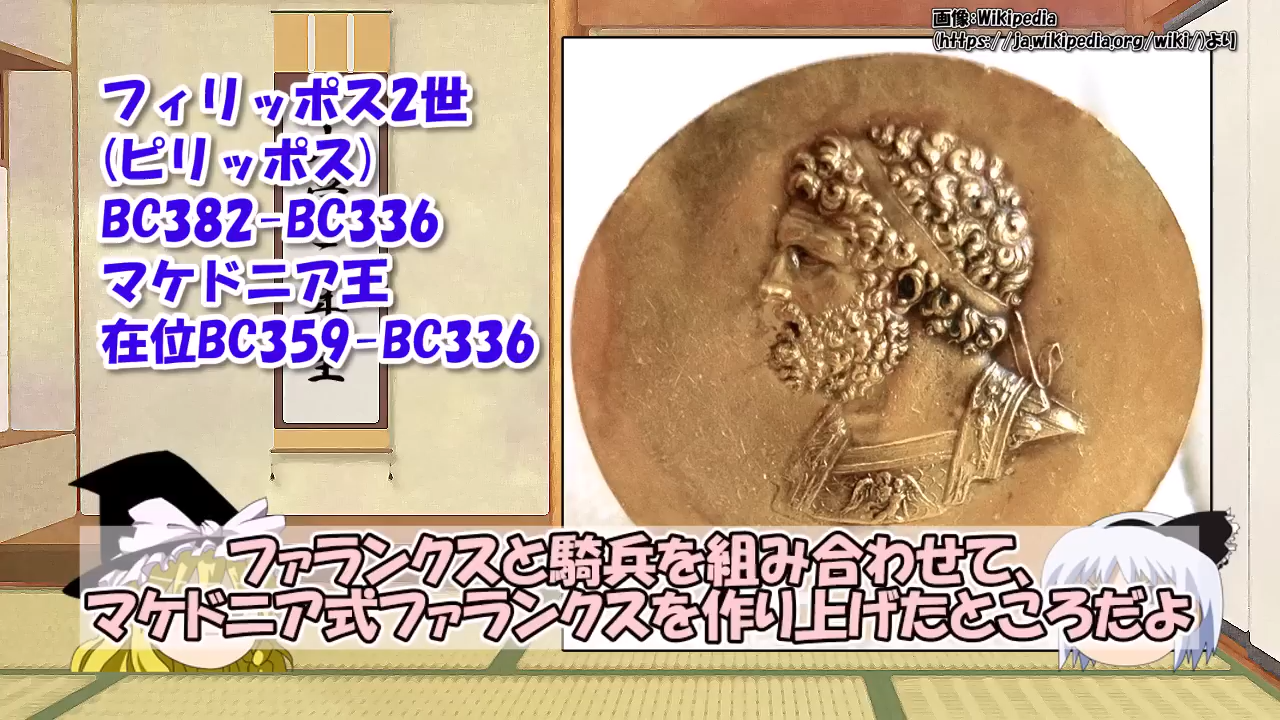 画像:Wikipedia
(https://ja.wikipedia.org/wiki/)より
フィリッポス2世
(ピリッポス)
BC382-BC336
マケドニア王
在位BC359-BC336
ファランクスと騎兵を組み合わせて、
マケドニア式ファランクスを作り上げたところだよ